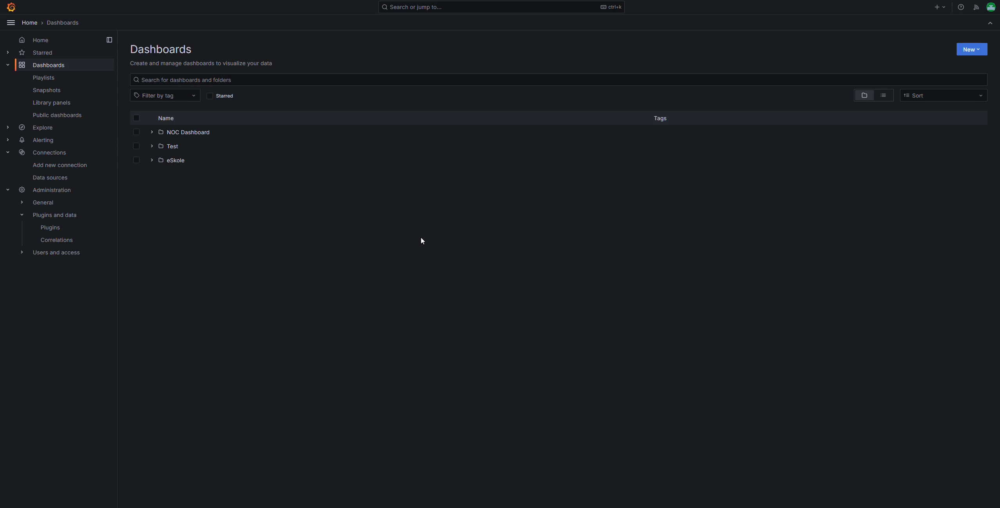 Search or jump to...
ctrl+k
Home
Dashboards
Home
Starred
Dashboards
Playlists
Snapshots
Library panels
Public dashboards
Explore
Alerting
Connections
Add new connection
Data sources
Administration
General
Plugins and data
Plugins
Correlations
Users and access
Dashboards
New
Create and manage dashboards to visualize your data
Search for dashboards and folders
Filter by tag
Starred
Sort
Name
Tags
NOC Dashboard
Test
eSkole